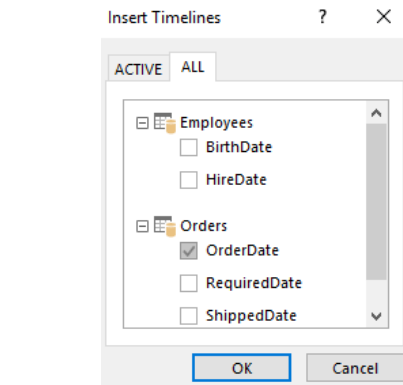 Insert Timelines ? ×
ACTIVE ALL
Employees
BirthDate
HireDate
Orders
OrderDate
RequiredDate
ShippedDate
OK Cancel